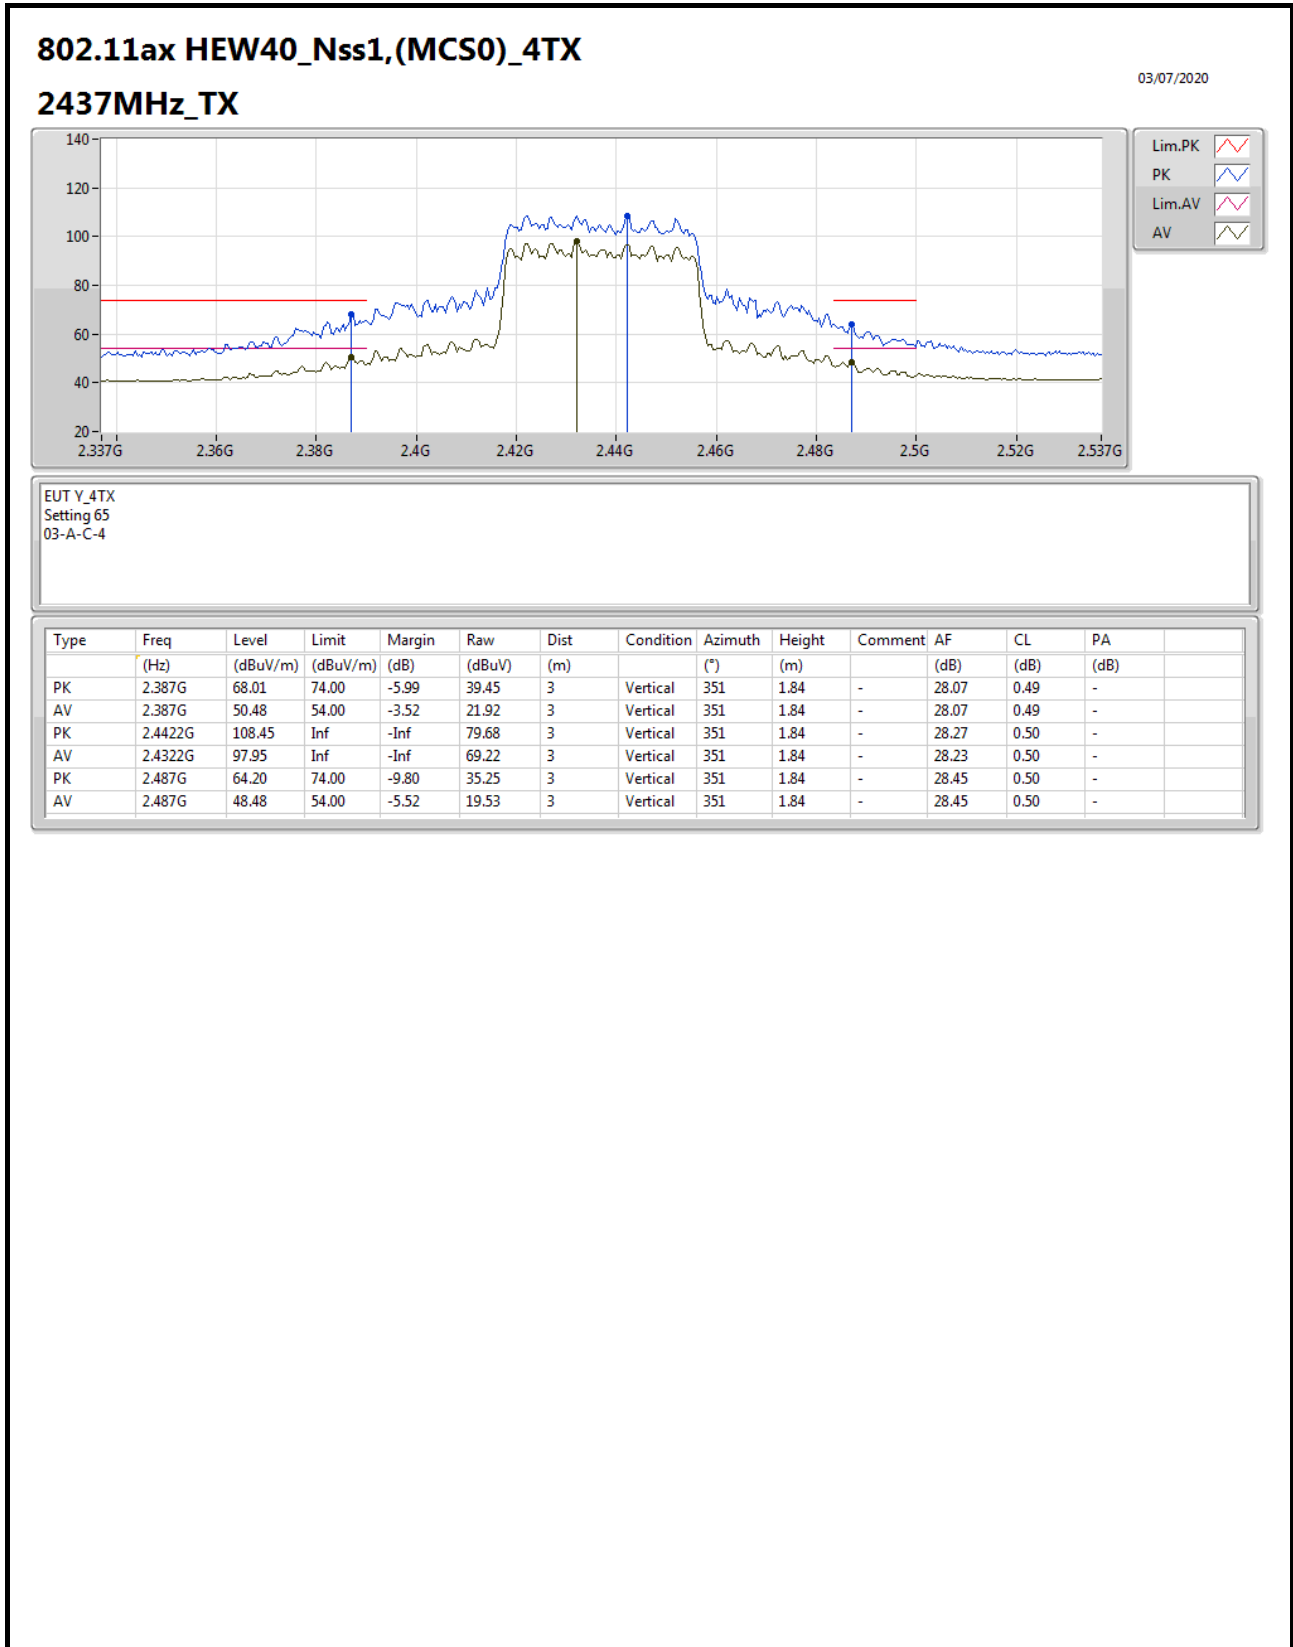 802.11ax HEW40_Nss1,(MCS0)_4TX
03/07/2020
2437MHz_TX
140
120
100
80
60
40
20
2.337G 2.36G 2.38G 2.4G 2.42G 2.44G 2.46G 2.48G 2.5G 2.52G 2.537G
Lim.PK
PK
Lim.AV
AV
EUT Y_4TX
Setting 65
03-A-C-4
Type Freq Level Limit Margin Raw Dist Condition Azimuth Height Comment AF CL PA
(Hz) (dBuV/m) (dBuV/m) (dB) (dBuV) (m) (°) (m) (dB) (dB) (dB)
PK 2.387G 68.01 74.00 -5.99 39.45 3 Vertical 351 1.84 - 28.07 0.49 -
AV 2.387G 50.48 54.00 -3.52 21.92 3 Vertical 351 1.84 - 28.07 0.49 -
PK 2.4422G 108.45 Inf -Inf 79.68 3 Vertical 351 1.84 - 28.27 0.50 -
AV 2.4322G 97.95 Inf -Inf 69.22 3 Vertical 351 1.84 - 28.23 0.50 -
PK 2.487G 64.20 74.00 -9.80 35.25 3 Vertical 351 1.84 - 28.45 0.50 -
AV 2.487G 48.48 54.00 -5.52 19.53 3 Vertical 351 1.84 - 28.45 0.50 -